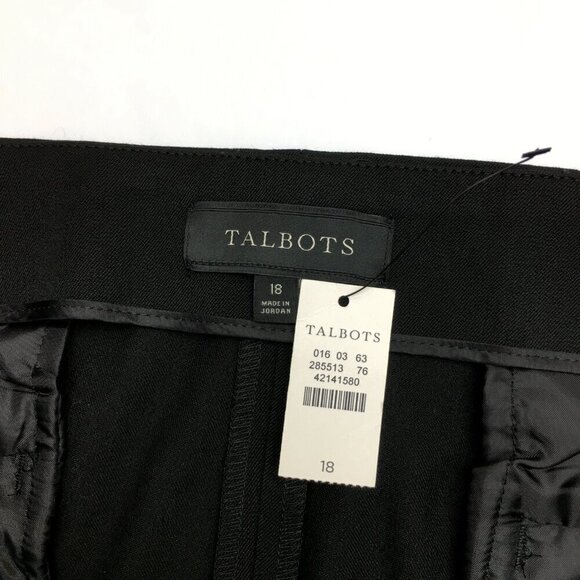 TALBOTS
18
MADE IN
JORDAN
TALBOTS
016 03 63
285513 76
42141580
18